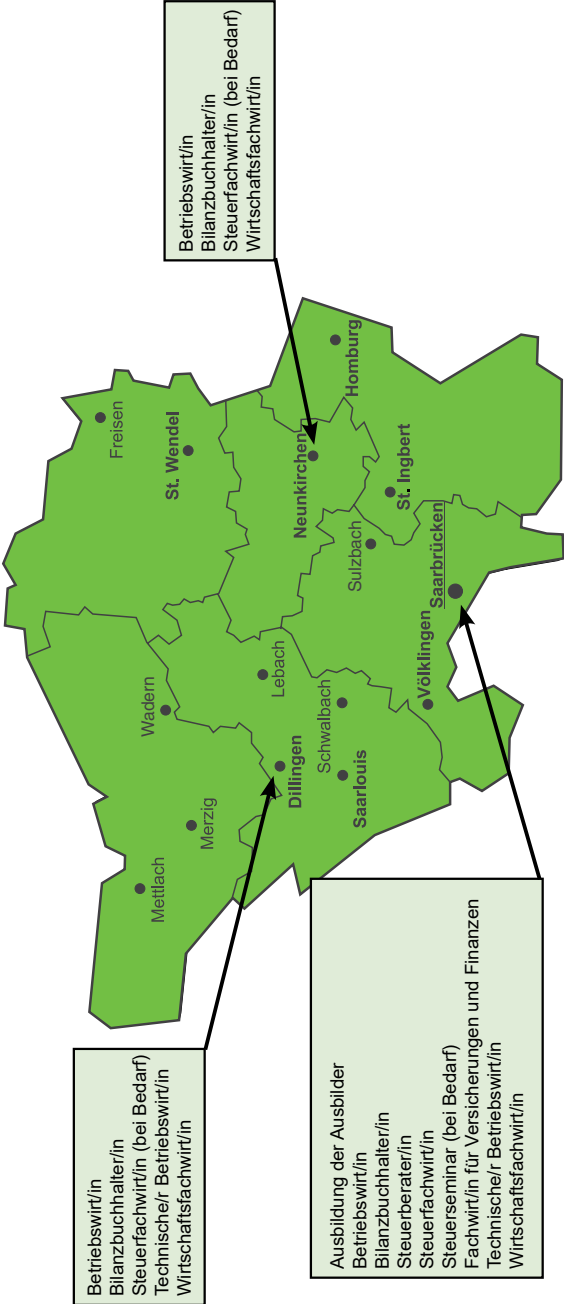 Betriebswirt/in
Bilanzbuchhalter/in
Steuerfachwirt/in (bei Bedarf)
Technische/r Betriebswirt/in
Wirtschaftsfachwirt/in
Betriebswirt/in
Bilanzbuchhalter/in
Steuerfachwirt/in (bei Bedarf)
Wirtschaftsfachwirt/in
Freisen
St. Wendel
Wadern
Mettlach
Merzig
Lebach
Dillingen
Neunkirchen
Homburg
Schwalbach
Saarlouis
Sulzbach
St. Ingbert
Völklingen
Saarbrücken
Ausbildung der Ausbilder
Betriebswirt/in
Bilanzbuchhalter/in
Steuerberater/in
Steuerfachwirt/in
Steuerseminar (bei Bedarf)
Fachwirt/in für Versicherungen und Finanzen
Technische/r Betriebswirt/in
Wirtschaftsfachwirt/in